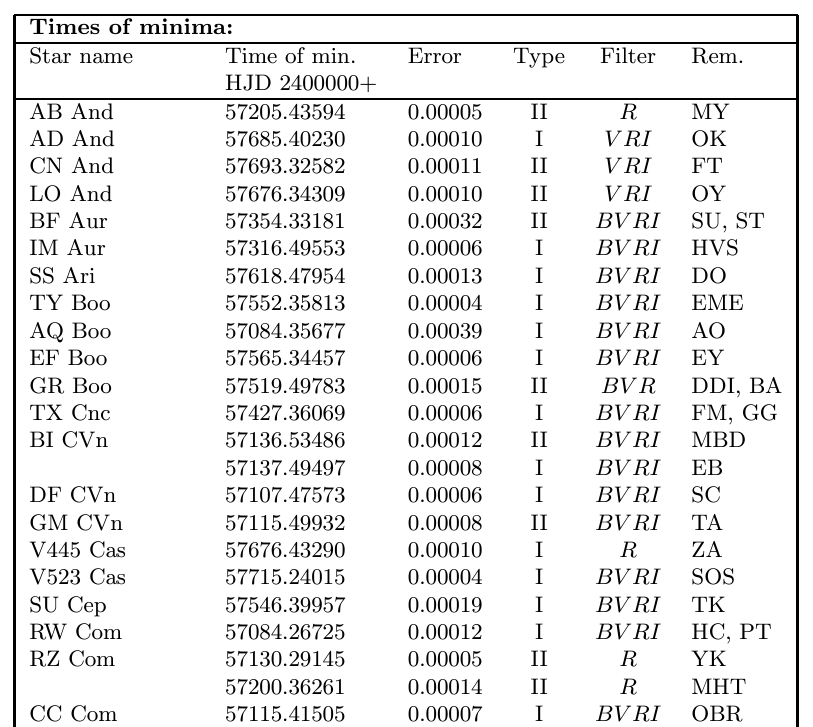 Times of minima:
Star name Time of min. Error Type Filter Rem.
HJD 2400000+
AB And 57205.43594 0.00005 II R MY
AD And 57685.40230 0.00010 I VRI OK
CN And 57693.32582 0.00011 II VRI FT
LO And 57676.34309 0.00010 II VRI OY
BF Aur 57354.33181 0.00032 II BVRI SU, ST
IM Aur 57316.49553 0.00006 I BVRI HVS
SS Ari 57618.47954 0.00013 I BVRI DO
TY Boo 57552.35813 0.00004 I BVRI EME
AQ Boo 57084.35677 0.00039 I BVRI AO
EF Boo 57565.34457 0.00006 I BVRI EY
GR Boo 57519.49783 0.00015 II BVR DDI, BA
TX Cnc 57427.36069 0.00006 I BVRI FM, GG
BI CVn 57136.53486 0.00012 II BVRI MBD
57137.49497 0.00008 I BVRI EB
DF CVn 57107.47573 0.00006 I BVRI SC
GM CVn 57115.49932 0.00008 II BVRI TA
V445 Cas 57676.43290 0.00010 I R ZA
V523 Cas 57715.24015 0.00004 I BVRI SOS
SU Cep 57546.39957 0.00019 I BVRI TK
RW Com 57084.26725 0.00012 I BVRI HC, PT
RZ Com 57130.29145 0.00005 II R YK
57200.36261 0.00014 II R MHT
CC Com 57115.41505 0.00007 I BVRI OBR